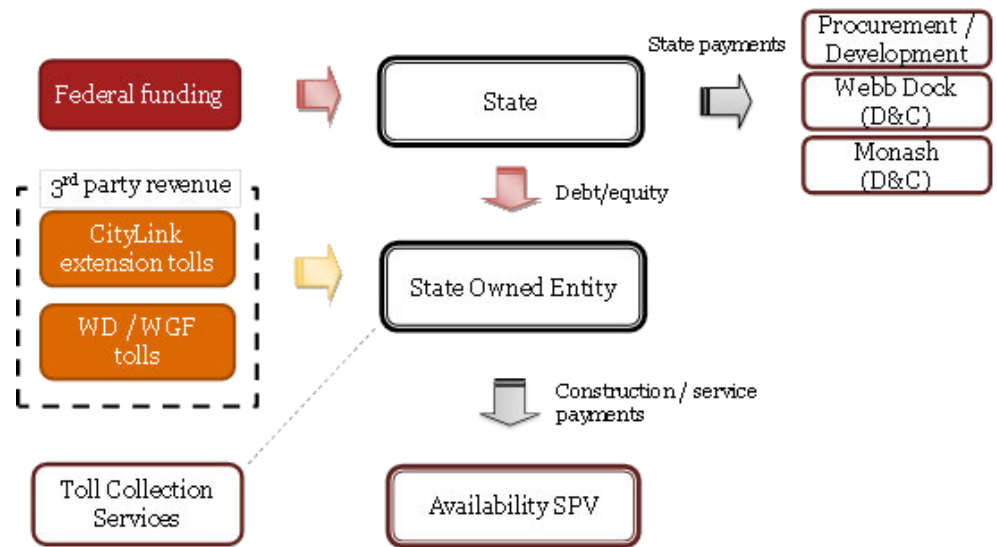 Federal funding
State
State payments
Procurement /
Development
Webb Dock
(D&C)
Monash
(D&C)
3rd party revenue
CityLink
extension tolls
WD / WGF
tolls
Debt/equity
State Owned Entity
Construction / service
payments
Toll Collection
Services
Availability SPV